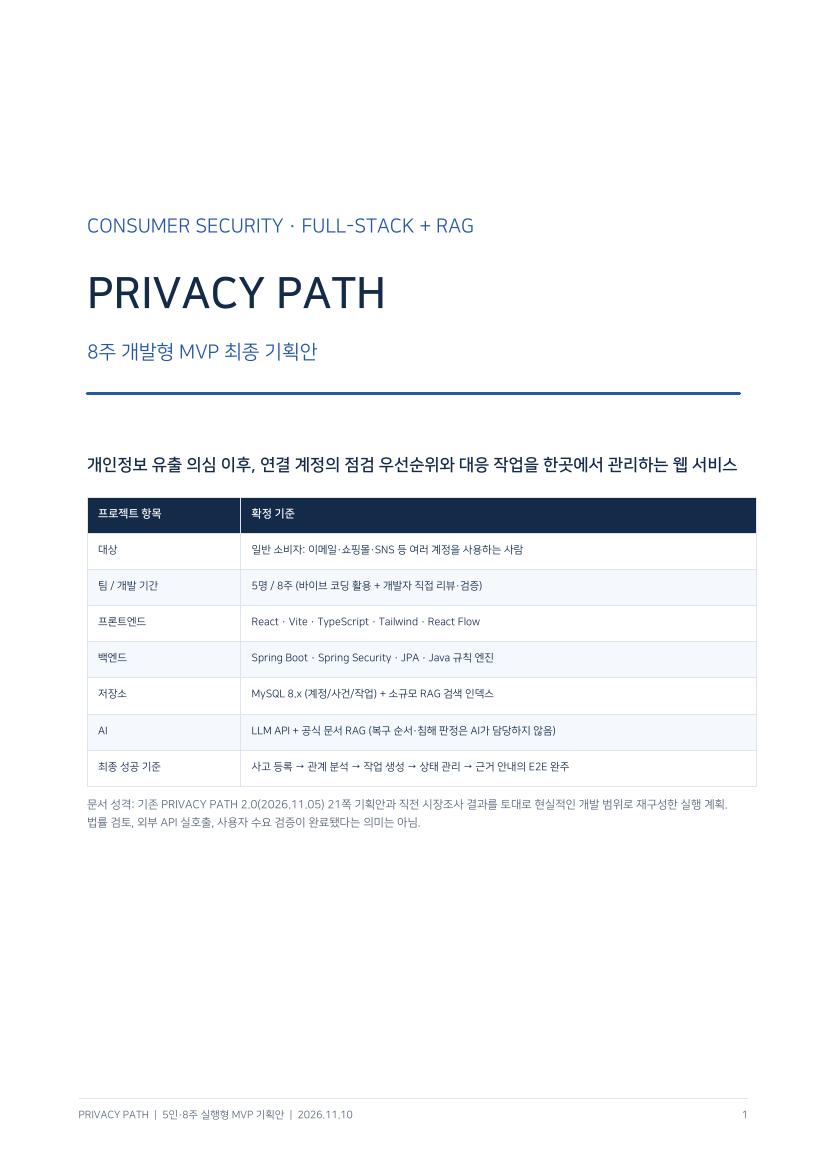 CONSUMER SECURITY · FULL-STACK + RAG
PRIVACY PATH
8주 개발형 MVP 최종 기획안
개인정보 유출 의심 이후, 연결 계정의 점검 우선순위와 대응 작업을 한곳에서 관리하는 웹 서비스
프로젝트 항목 확정 기준
대상 일반 소비자: 이메일·쇼핑몰·SNS 등 여러 계정을 사용하는 사람
팀 / 개발 기간 5명 / 8주 (바이브 코딩 활용 + 개발자 직접 리뷰·검증)
프론트엔드 React · Vite · TypeScript · Tailwind · React Flow
백엔드 Spring Boot · Spring Security · JPA · Java 규칙 엔진
저장소 MySQL 8.x (계정/사건/작업) + 소규모 RAG 검색 인덱스
AI LLM API + 공식 문서 RAG (복구 순서·침해 판정은 AI가 담당하지 않음)
최종 성공 기준 사고 등록 → 관계 분석 → 작업 생성 → 상태 관리 → 근거 안내의 E2E 완주
문서 성격: 기존 PRIVACY PATH 2.0(2026.11.05) 21쪽 기획안과 직전 시장조사 결과를 토대로 현실적인 개발 범위로 재구성한 실행 계획.
법률 검토, 외부 API 실호출, 사용자 수요 검증이 완료됐다는 의미는 아님.
PRIVACY PATH | 5인·8주 실행형 MVP 기획안 | 2026.11.10 1